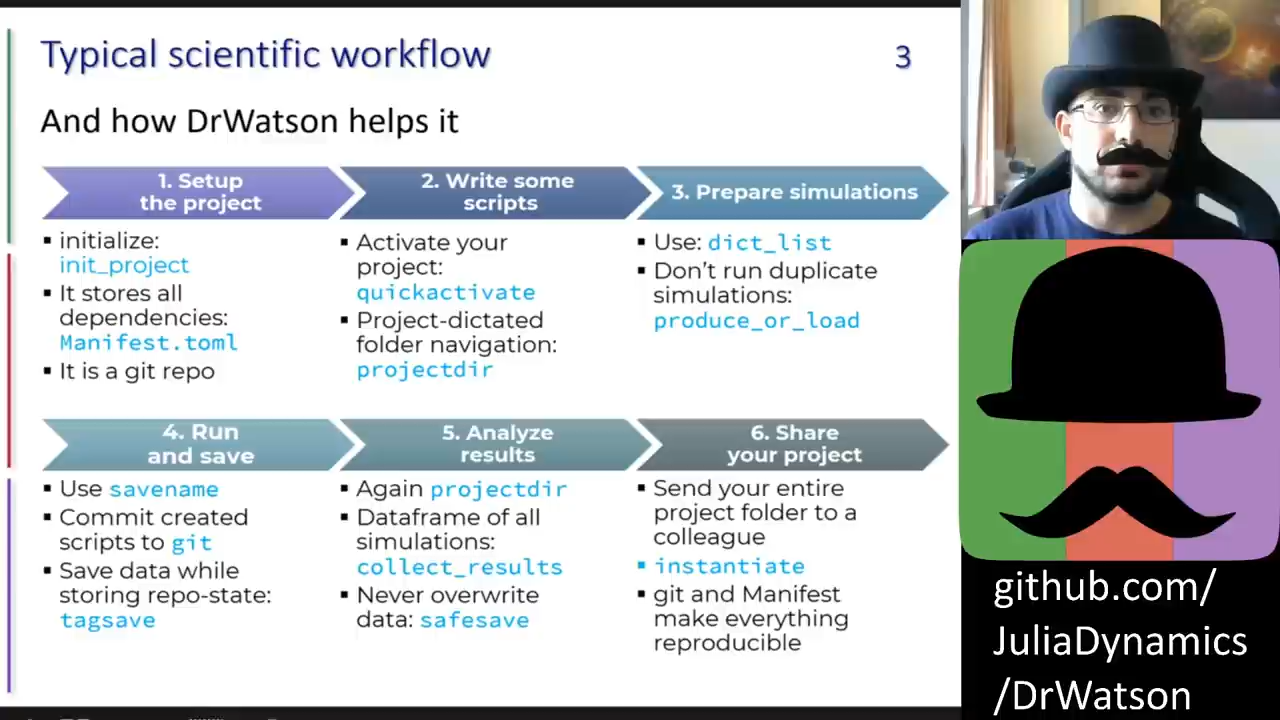 Typical scientific workflow
3
And how DrWatson helps it
1. Setup
the project
2. Write some
scripts
3. Prepare simulations
▪ initialize:
init_project
▪ It stores all
dependencies:
Manifest.toml
▪ It is a git repo
▪ Activate your
project:
quickactivate
▪ Project-dictated
folder navigation:
projectdir
▪ Use: dict_list
▪ Don’t run duplicate
simulations:
produce_or_load
4. Run
and save
5. Analyze
results
6. Share
your project
▪ Use savename
▪ Commit created
scripts to git
▪ Save data while
storing repo-state:
tagsave
▪ Again projectdir
▪ Dataframe of all
simulations:
collect_results
▪ Never overwrite
data: safesave
▪ Send your entire
project folder to a
colleague
▪ instantiate
▪ git and Manifest
make everything
reproducible
github.com/
JuliaDynamics
/DrWatson